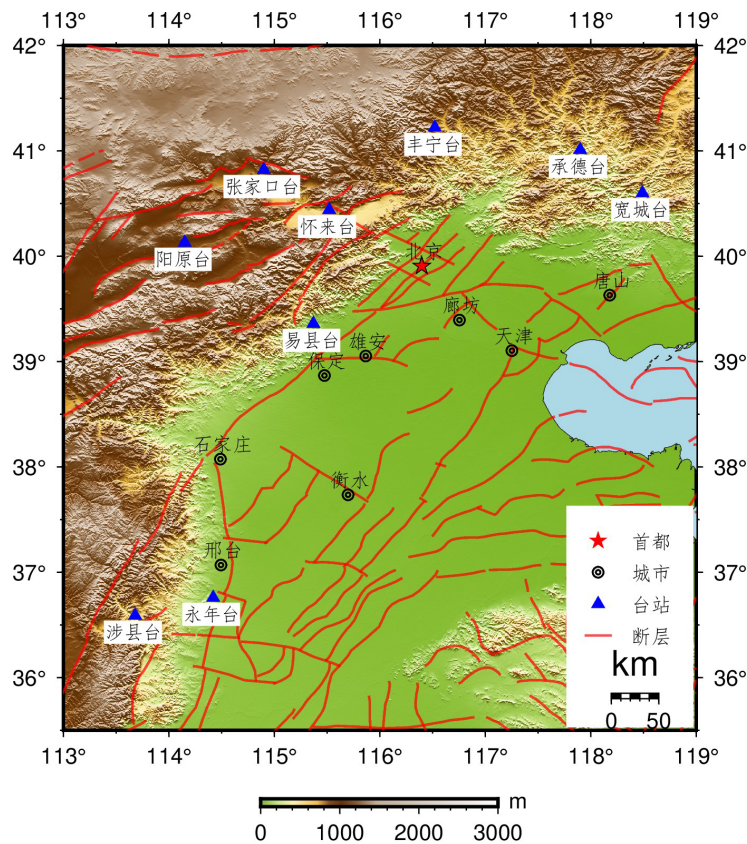 113° 114° 115° 116° 117° 118° 119°
42° 42°
丰宁台
41° 41°
承德台
张家口台
宽城台
怀来台
阳原台
40° 北京 40°
唐山
廊坊
易县台 雄安 天津
39° 保定 39°
石家庄
38° 38°
衡水
首都
邢台
37° 城市 37°
永年台 台站
涉县台
断层
36° km 36°
0 50
113° 114° 115° 116° 117° 118° 119°
m
0 1000 2000 3000